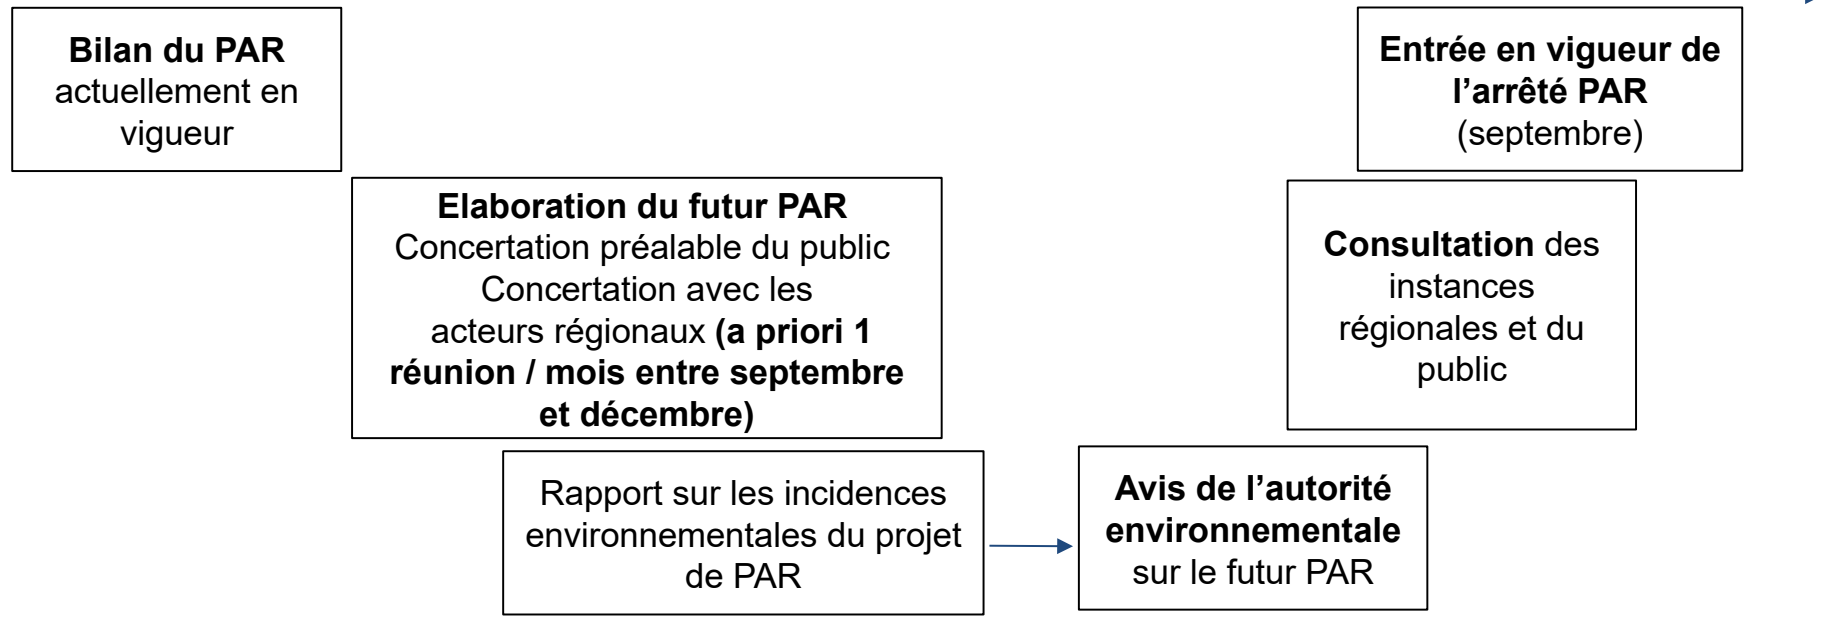 Bilan du PAR
actuellement en
vigueur
Entrée en vigueur de
l’arrêté PAR
(septembre)
Elaboration du futur PAR
Concertation préalable du public
Concertation avec les
acteurs régionaux (a priori 1
réunion / mois entre septembre
et décembre)
Consultation des
instances
régionales et du
public
Rapport sur les incidences
environnementales du projet
de PAR
Avis de l’autorité
environnementale
sur le futur PAR